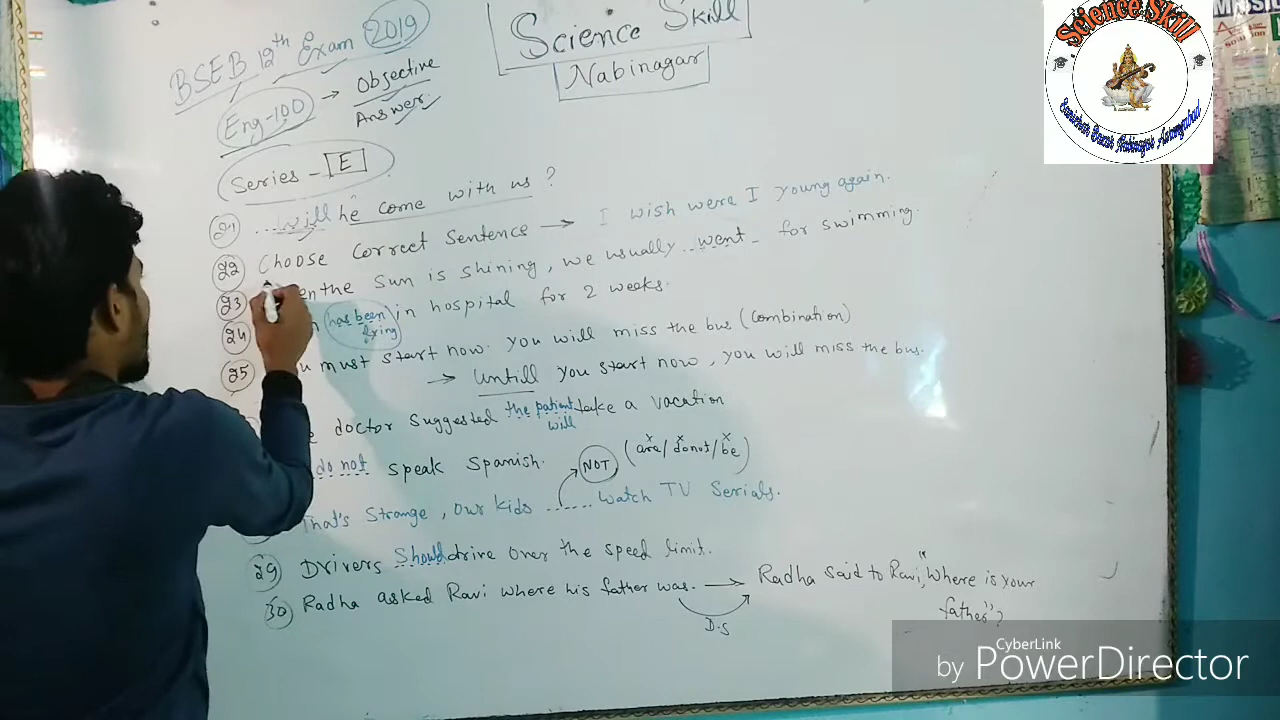 BSEB 12th Exam 2019
Eng-100 → Objective
Answer
Science Skill
Nabinagar
Series - E
21 will he come with us ?
22 Choose Correct Sentence → I wish were I young again.
23 en the Sun is shining, we usually went for swimming.
24 has been lying in hospital for 2 weeks.
25 u must start now. you will miss the bus (Combination)
→ Untill you start now, you will miss the bus.
e doctor suggested the patient will take a vacation
do not speak Spanish.
NOT (are / do not / be)
That's Strange, our kids ...... watch TV Serials.
29 Drivers Should drive over the speed limit.
30 Radha asked Ravi where his father was. → Radha said to Ravi, "Where is your
father"?
D.S
Science Skill
by CyberLink PowerDirector